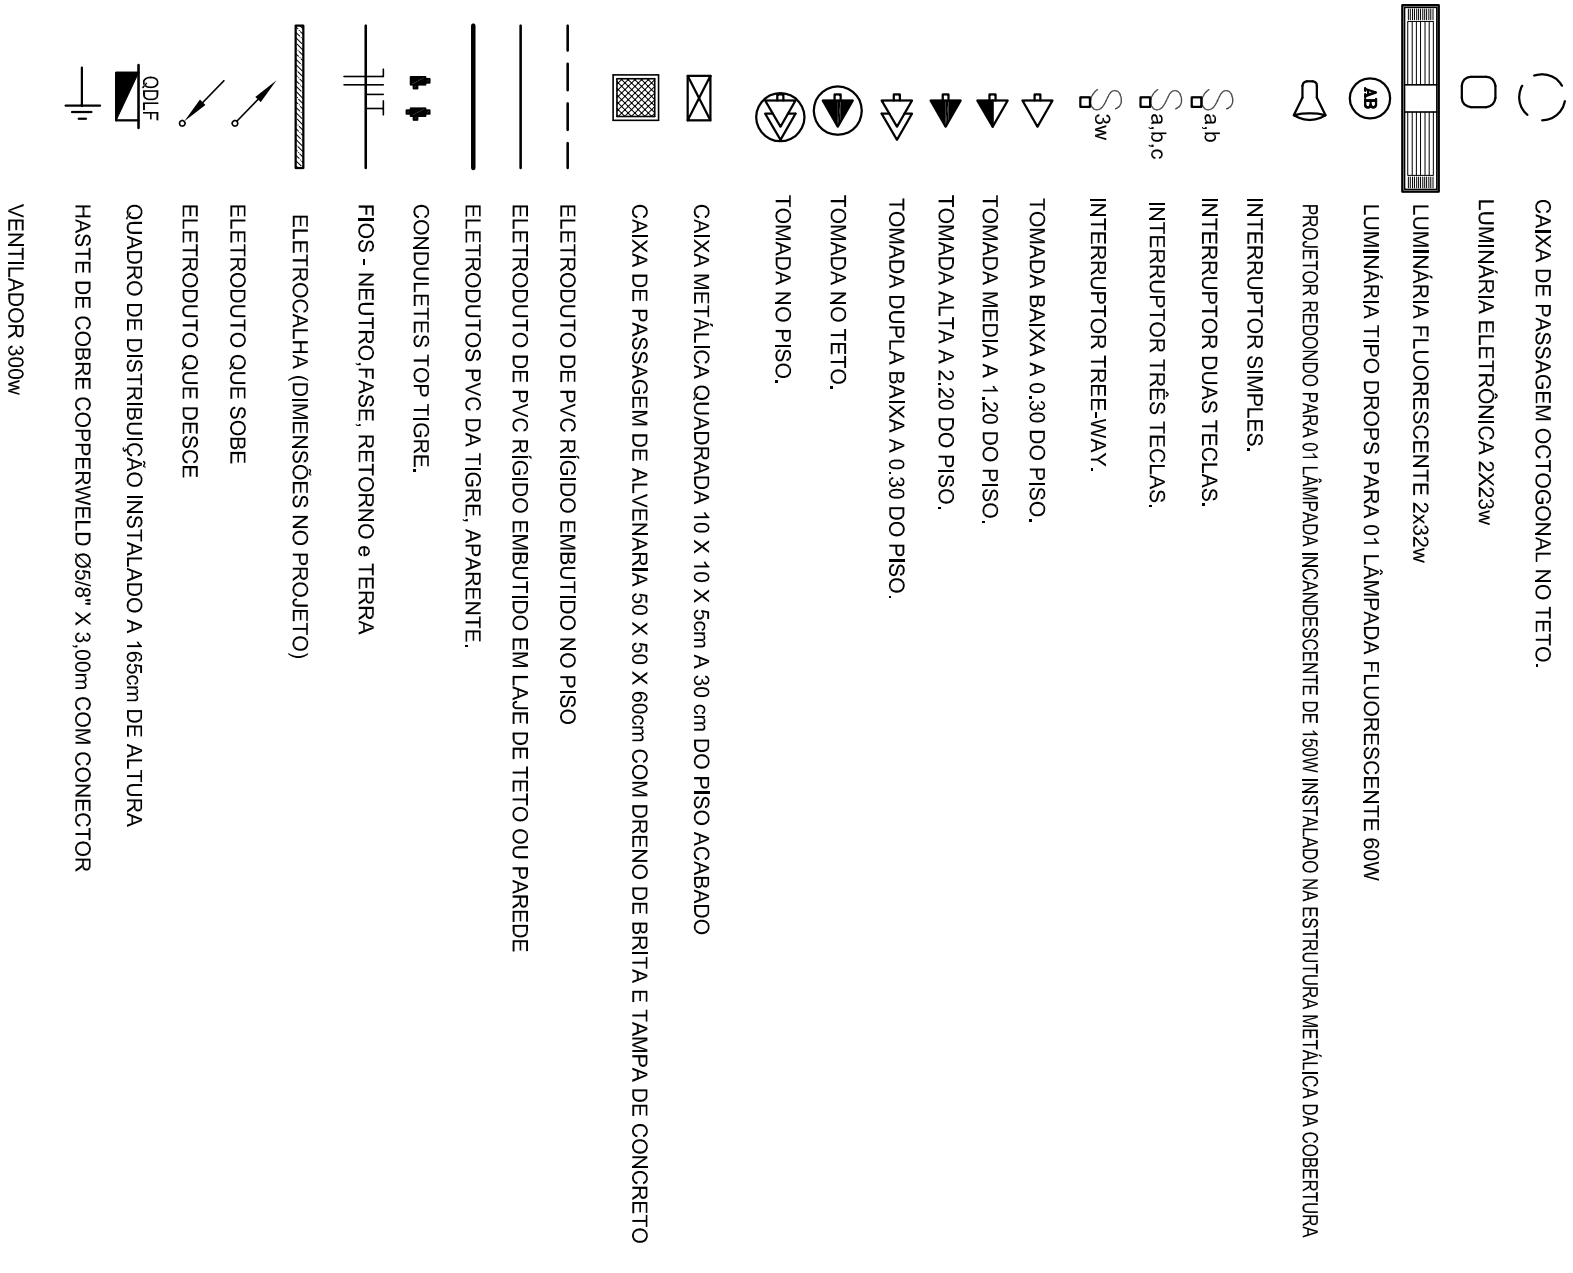 CAIXA DE PASSAGEM OCTOGONAL NO TETO.
LUMINÁRIA ELETRÔNICA 2X23w
LUMINÁRIA FLUORESCENTE 2x32w
AB LUMINÁRIA TIPO DROPS PARA 01 LÂMPADA FLUORESCENTE 60W
PROJETOR REDONDO PARA 01 LÂMPADA INCANDESCENTE DE 150W INSTALADO NA ESTRUTURA METÁLICA DA COBERTURA
INTERRUPTOR SIMPLES.
S a,b INTERRUPTOR DUAS TECLAS.
S a,b,c INTERRUPTOR TRÊS TECLAS.
S 3w INTERRUPTOR TREE-WAY.
TOMADA BAIXA A 0.30 DO PISO.
TOMADA MEDIA A 1.20 DO PISO.
TOMADA ALTA A 2.20 DO PISO.
TOMADA DUPLA BAIXA A 0.30 DO PISO.
TOMADA NO TETO.
TOMADA NO PISO.
CAIXA METÁLICA QUADRADA 10 X 10 X 5cm A 30 cm DO PISO ACABADO
CAIXA DE PASSAGEM DE ALVENARIA 50 X 50 X 60cm COM DRENO DE BRITA E TAMPA DE CONCRETO
ELETRODUTO DE PVC RÍGIDO EMBUTIDO NO PISO
ELETRODUTO DE PVC RÍGIDO EMBUTIDO EM LAJE DE TETO OU PAREDE
ELETRODUTOS PVC DA TIGRE, APARENTE.
CONDULETES TOP TIGRE.
FIOS - NEUTRO,FASE, RETORNO e TERRA
ELETROCALHA (DIMENSÕES NO PROJETO)
ELETRODUTO QUE SOBE
ELETRODUTO QUE DESCE
QDLF QUADRO DE DISTRIBUIÇÃO INSTALADO A 165cm DE ALTURA
HASTE DE COBRE COPPERWELD Ø5/8" X 3,00m COM CONECTOR
VENTILADOR 300w